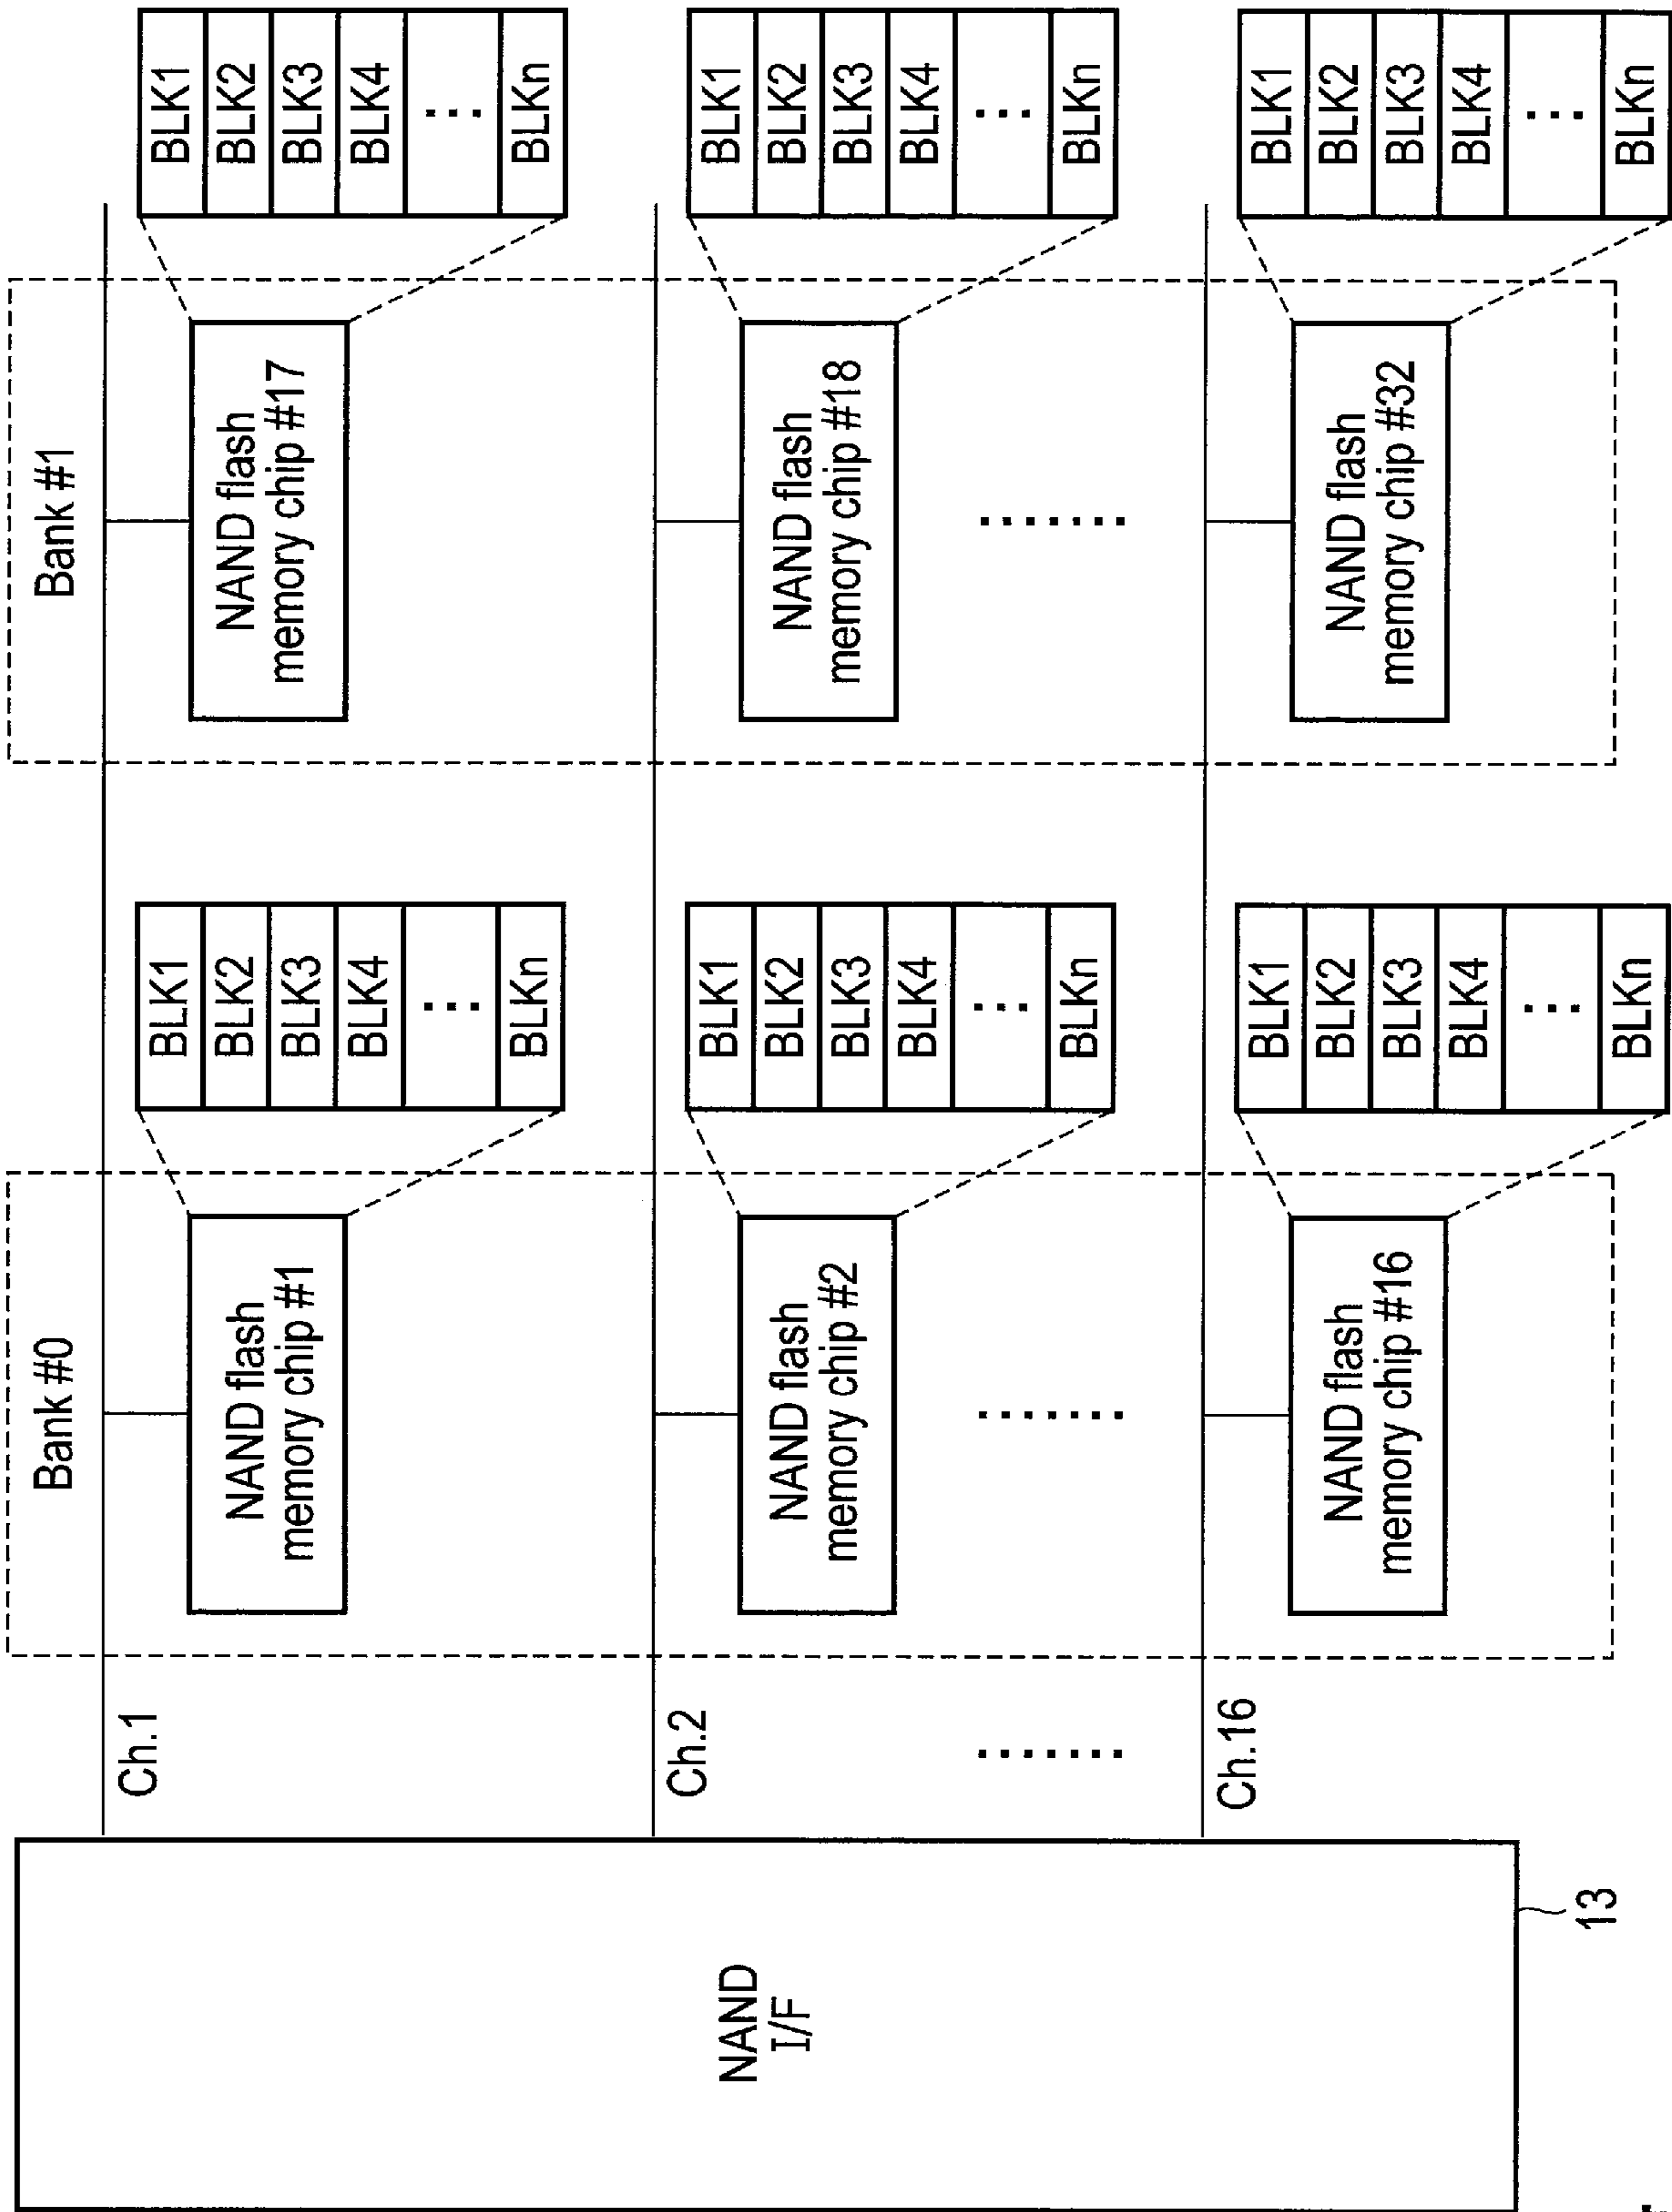 Bank #0
Bank #1
NAND
I/F
13
Ch.1
NAND flash
memory chip #1
BLK1
BLK2
BLK3
BLK4
...
BLKn
NAND flash
memory chip #17
BLK1
BLK2
BLK3
BLK4
...
BLKn
Ch.2
NAND flash
memory chip #2
BLK1
BLK2
BLK3
BLK4
...
BLKn
NAND flash
memory chip #18
BLK1
BLK2
BLK3
BLK4
...
BLKn
.......
.......
.......
Ch.16
NAND flash
memory chip #16
BLK1
BLK2
BLK3
BLK4
...
BLKn
NAND flash
memory chip #32
BLK1
BLK2
BLK3
BLK4
...
BLKn